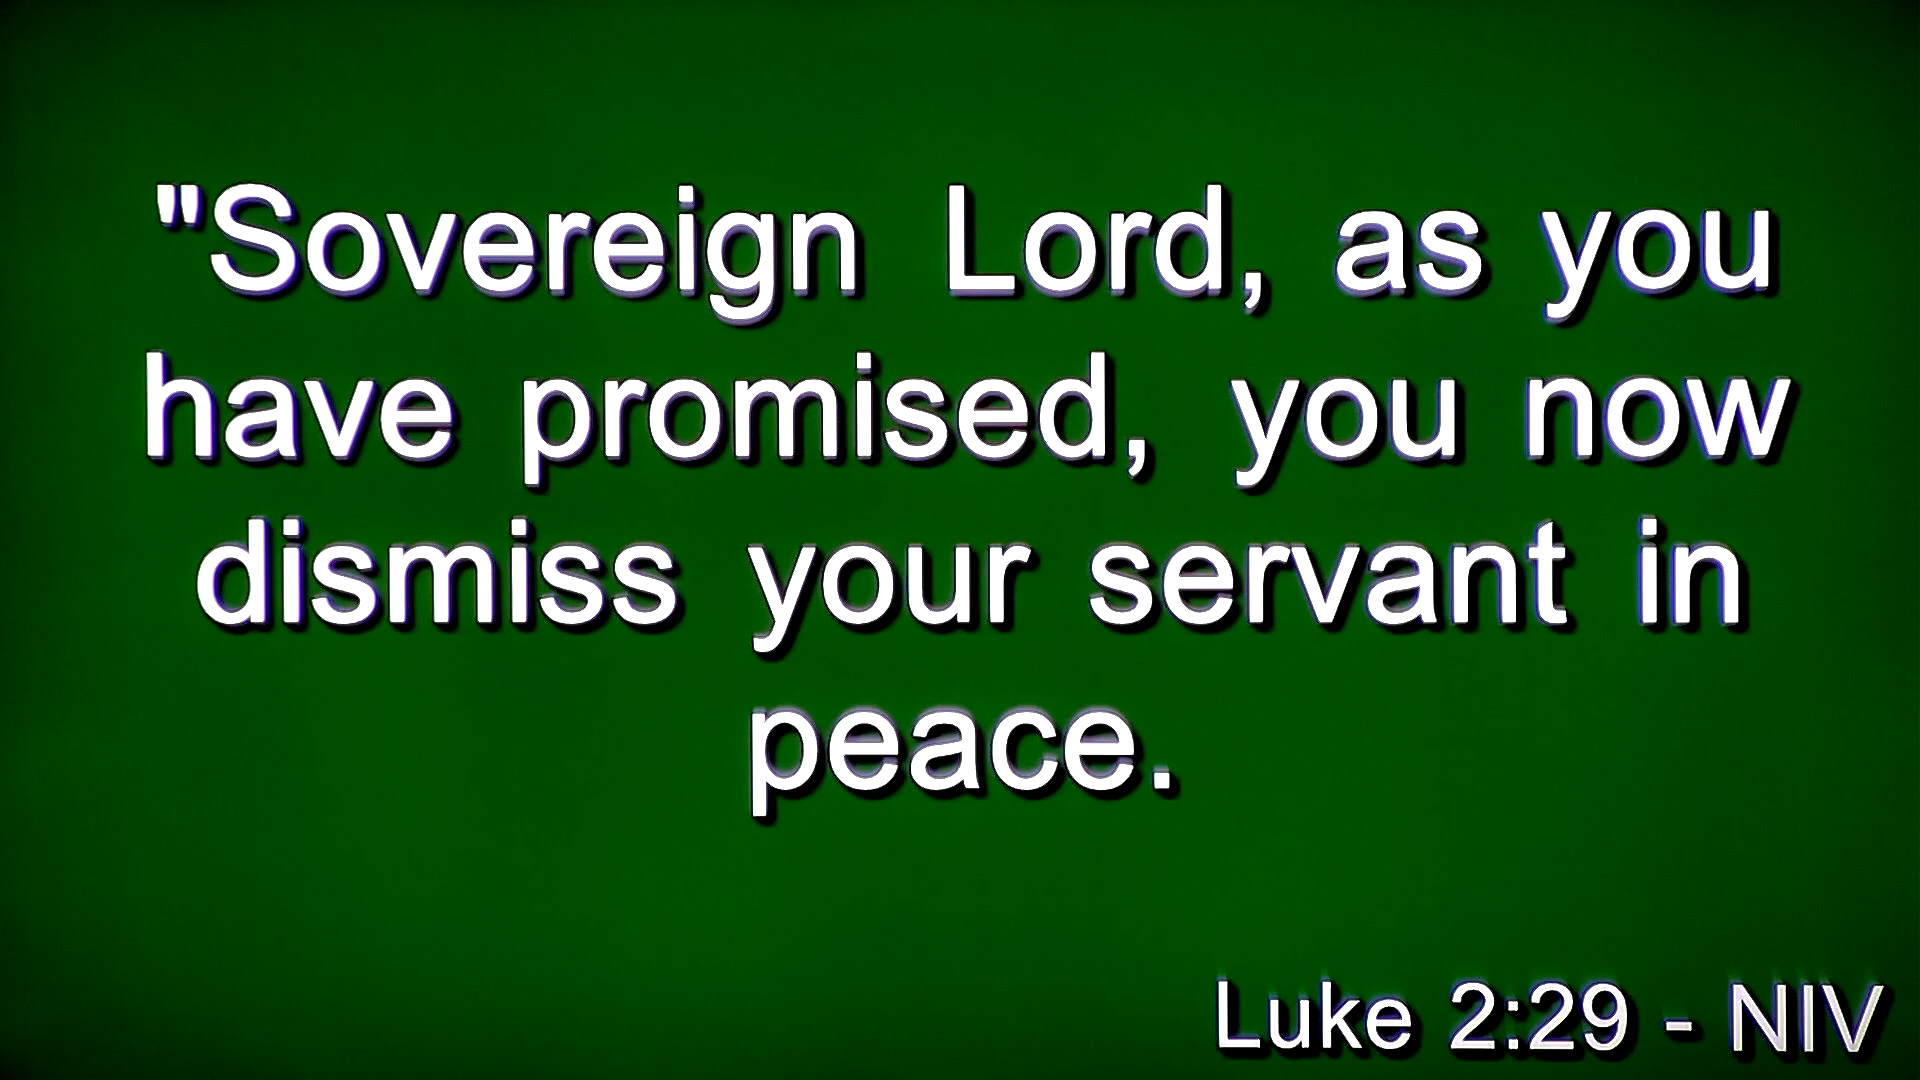 "Sovereign Lord, as you
have promised, you now
dismiss your servant in
peace.
Luke 2:29 - NIV